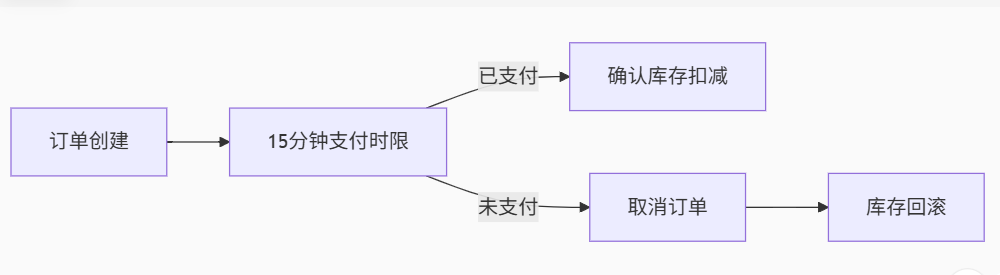 订单创建
15分钟支付时限
已支付
确认库存扣减
未支付
取消订单
库存回滚